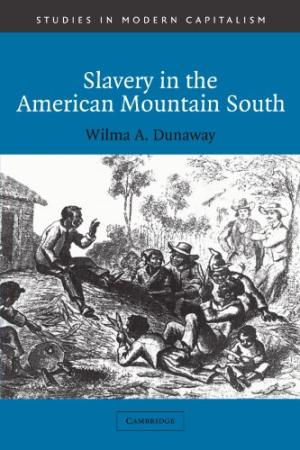 STUDIES IN MODERN CAPITALISM
Slavery in the
American Mountain South
Wilma A. Dunaway
CAMBRIDGE